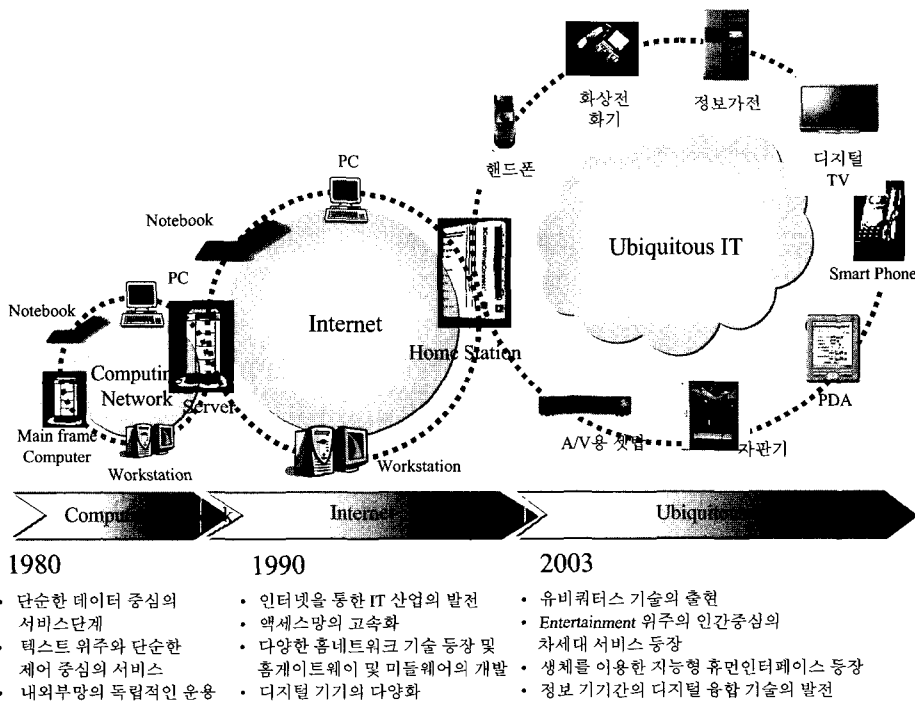 화상전
화기
정보가전
핸드폰
디지털
TV
PC
Notebook
Ubiquitous IT
Smart Phone
PC
Notebook
Internet
Home Station
Computing
Network
Server
PDA
Main frame
Computer
A/V용 셋탑
자판기
Workstation
Workstation
Internet
1980
1990
2003
• 단순한 데이터 중심의
서비스단계
• 텍스트 위주와 단순한
제어 중심의 서비스
• 내외부망의 독립적인 운용
• 인터넷을 통한 IT 산업의 발전
• 액세스망의 고속화
• 다양한 홈네트워크 기술 등장 및
홈게이트웨이 및 미들웨어의 개발
• 디지털 기기의 다양화
• 유비쿼터스 기술의 출현
• Entertainment 위주의 인간중심의
차세대 서비스 등장
• 생체를 이용한 지능형 휴먼인터페이스 등장
• 정보 기기간의 디지털 융합 기술의 발전